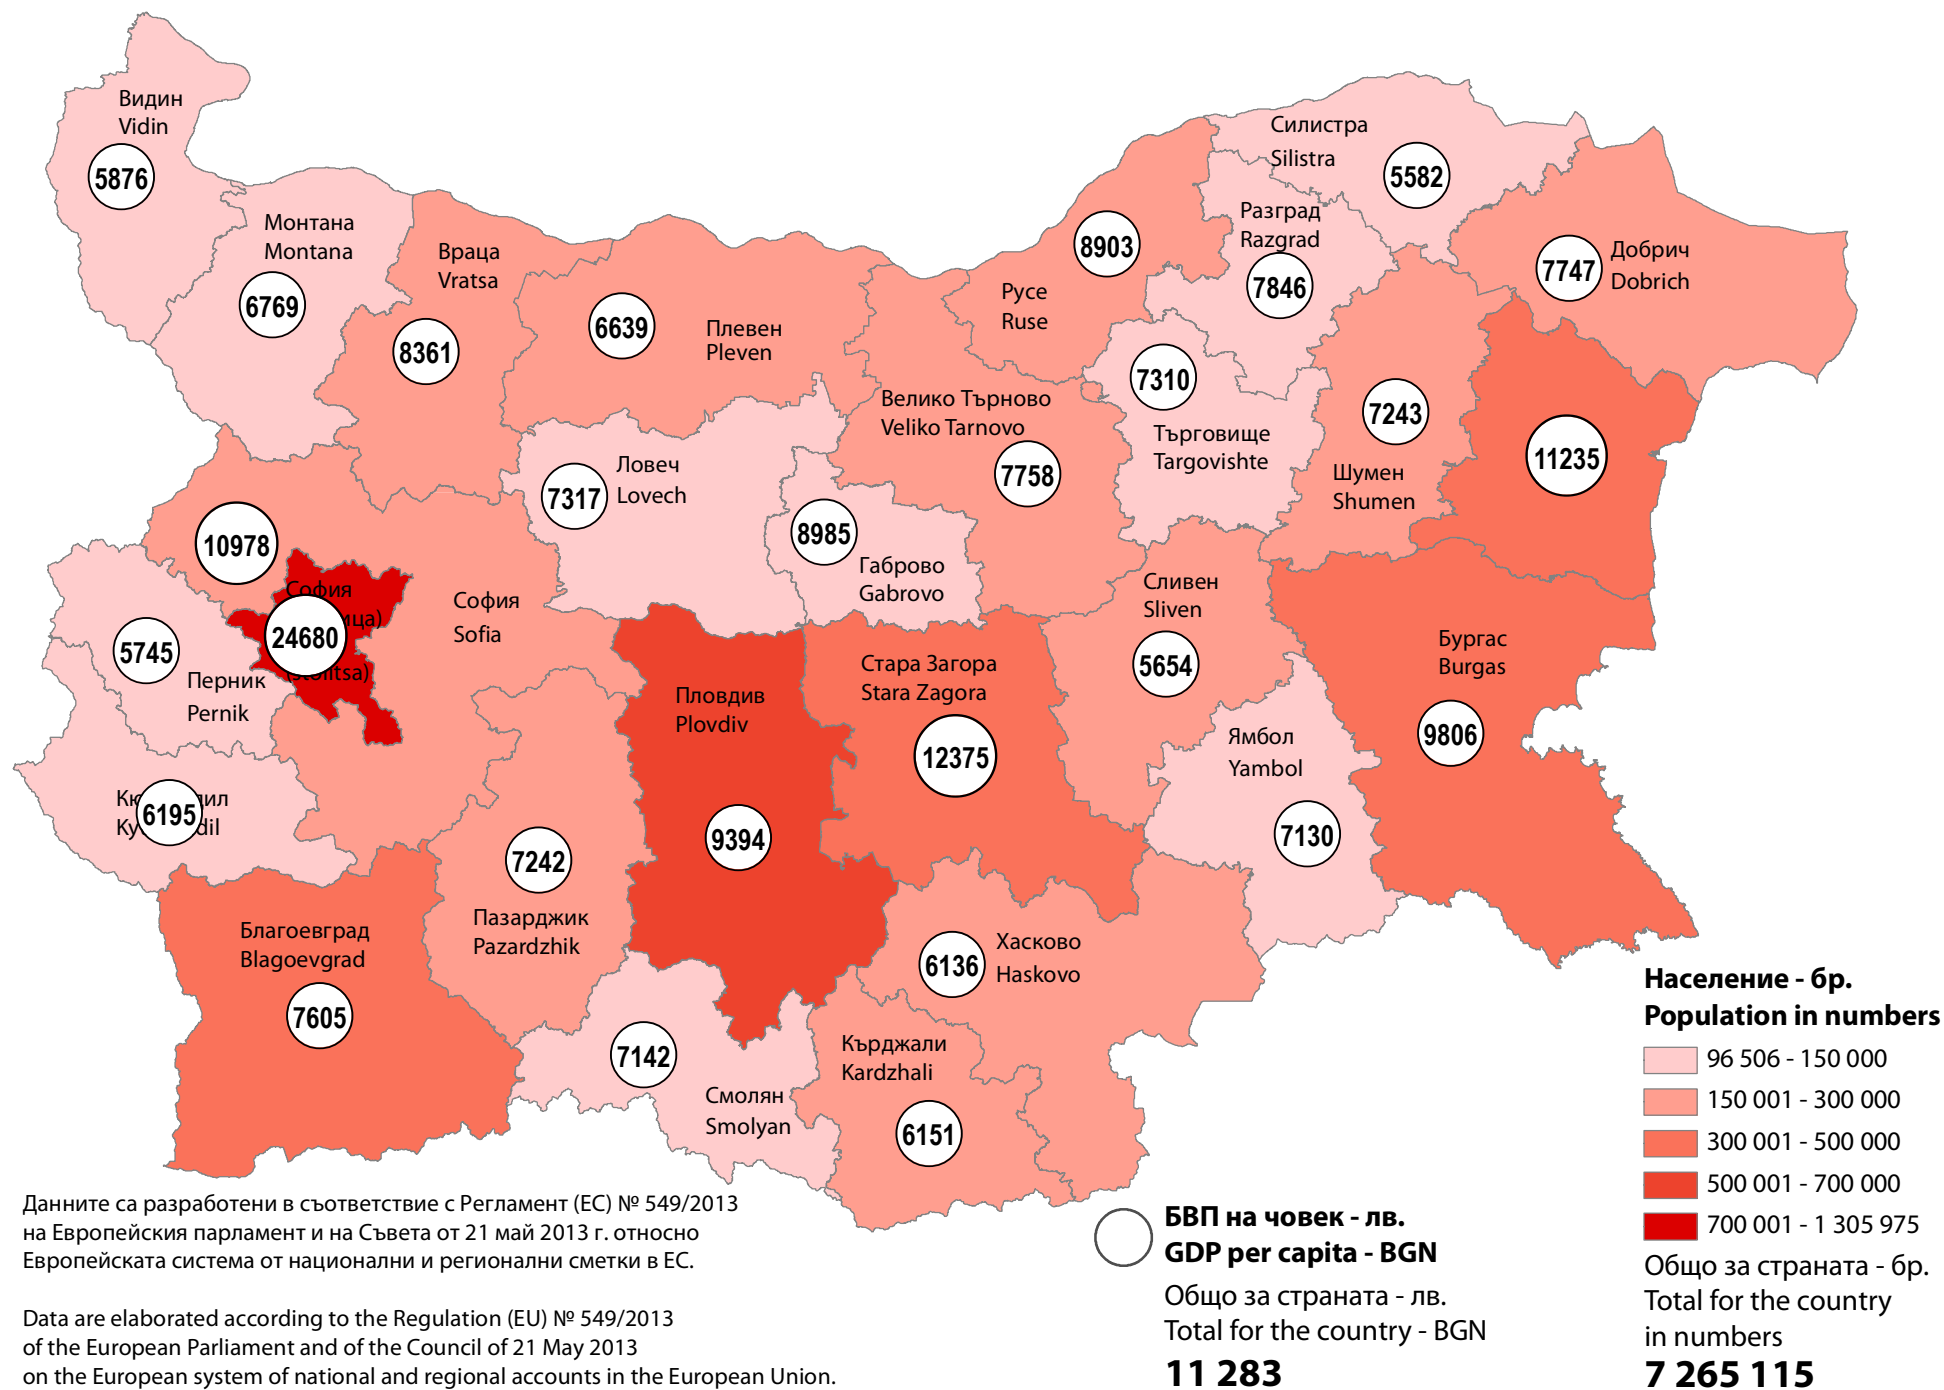 Видин
Vidin
5876
Монтана
Montana
6769
Враца
Vratsa
8361
6639
Плевен
Pleven
Русе
Ruse
8903
Силистра
Silistra
5582
Разград
Razgrad
7846
Добрич
Dobrich
7747
7310
Търговище
Targovishte
7243
Шумен
Shumen
11235
Велико Търново
Veliko Tarnovo
7758
Ловеч
Lovech
7317
8985
Габрово
Gabrovo
10978
София
Sofia
София
24680
5745
Перник
Pernik
6195
Сливен
Sliven
5654
Бургас
Burgas
9806
Стара Загора
Stara Zagora
12375
Пловдив
Plovdiv
9394
Ямбол
Yambol
7130
7242
Пазарджик
Pazardzhik
Благоевград
Blagoevgrad
7605
Хасково
Haskovo
6136
7142
Смолян
Smolyan
Кърджали
Kardzhali
6151
Население - бр.
Population in numbers
96 506 - 150 000
150 001 - 300 000
300 001 - 500 000
500 001 - 700 000
700 001 - 1 305 975
Общо за страната - бр.
Total for the country
in numbers
7 265 115
БВП на човек - лв.
GDP per capita - BGN
Общо за страната - лв.
Total for the country - BGN
11 283
Данните са разработени в съответствие с Регламент (ЕС) № 549/2013
на Европейския парламент и на Съвета от 21 май 2013 г. относно
Европейската система от национални и регионални сметки в ЕС.
Data are elaborated according to the Regulation (EU) № 549/2013
of the European Parliament and of the Council of 21 May 2013
on the European system of national and regional accounts in the European Union.